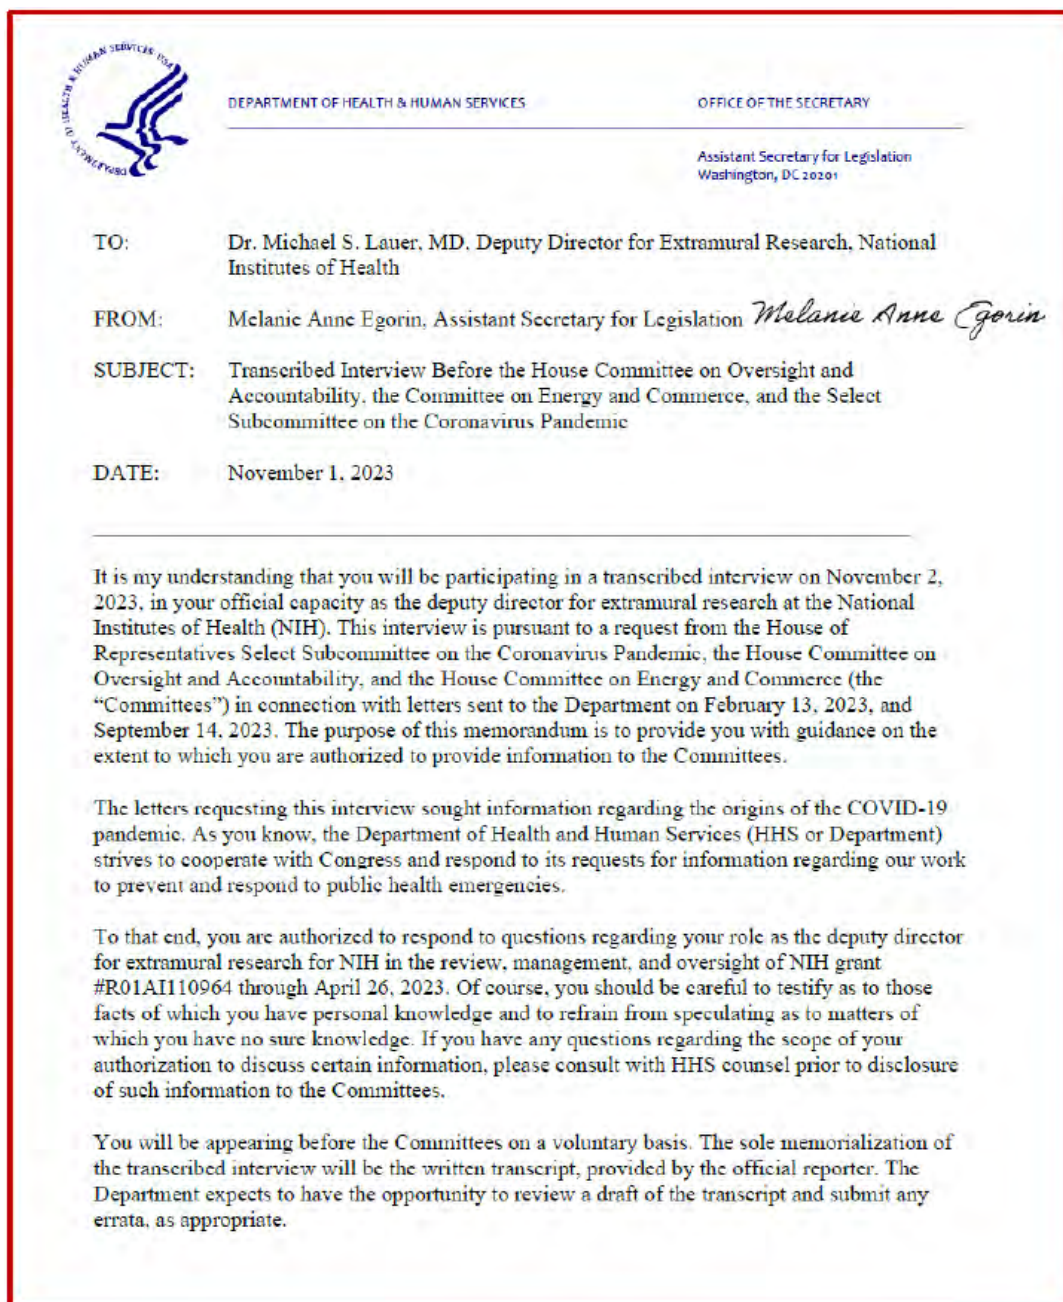 DEPARTMENT OF HEALTH & HUMAN SERVICES USA
DEPARTMENT OF HEALTH & HUMAN SERVICES
OFFICE OF THE SECRETARY
Assistant Secretary for Legislation
Washington, DC 20201
TO: Dr. Michael S. Lauer, MD, Deputy Director for Extramural Research, National
Institutes of Health
FROM: Melanie Anne Egorin, Assistant Secretary for Legislation Melanie Anne Egorin
SUBJECT: Transcribed Interview Before the House Committee on Oversight and
Accountability, the Committee on Energy and Commerce, and the Select
Subcommittee on the Coronavirus Pandemic
DATE: November 1, 2023
It is my understanding that you will be participating in a transcribed interview on November 2,
2023, in your official capacity as the deputy director for extramural research at the National
Institutes of Health (NIH). This interview is pursuant to a request from the House of
Representatives Select Subcommittee on the Coronavirus Pandemic, the House Committee on
Oversight and Accountability, and the House Committee on Energy and Commerce (the
“Committees”) in connection with letters sent to the Department on February 13, 2023, and
September 14, 2023. The purpose of this memorandum is to provide you with guidance on the
extent to which you are authorized to provide information to the Committees.
The letters requesting this interview sought information regarding the origins of the COVID-19
pandemic. As you know, the Department of Health and Human Services (HHS or Department)
strives to cooperate with Congress and respond to its requests for information regarding our work
to prevent and respond to public health emergencies.
To that end, you are authorized to respond to questions regarding your role as the deputy director
for extramural research for NIH in the review, management, and oversight of NIH grant
#R01AI110964 through April 26, 2023. Of course, you should be careful to testify as to those
facts of which you have personal knowledge and to refrain from speculating as to matters of
which you have no sure knowledge. If you have any questions regarding the scope of your
authorization to discuss certain information, please consult with HHS counsel prior to disclosure
of such information to the Committees.
You will be appearing before the Committees on a voluntary basis. The sole memorialization of
the transcribed interview will be the written transcript, provided by the official reporter. The
Department expects to have the opportunity to review a draft of the transcript and submit any
errata, as appropriate.